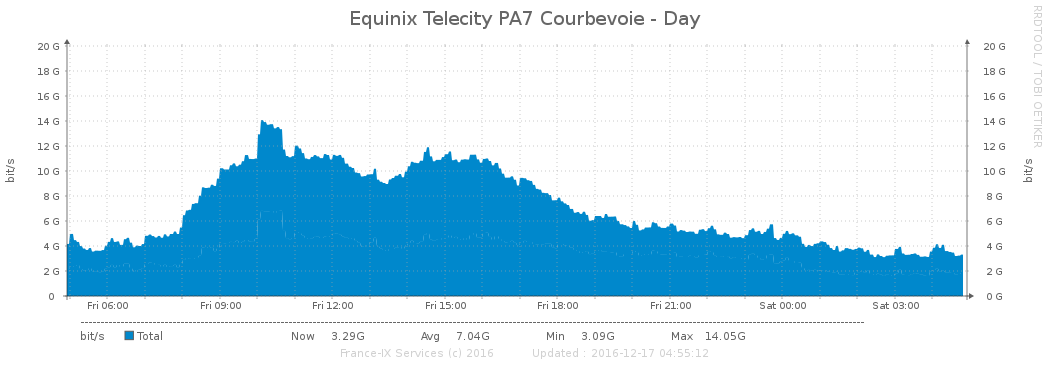 Equinix Telecity PA7 Courbevoie - Day
RRDTOOL / TOBI OETIKER
bit/s
20 G 20 G
18 G 18 G
16 G 16 G
14 G 14 G
12 G 12 G
10 G 10 G
8 G 8 G
6 G 6 G
4 G 4 G
2 G 2 G
0 0 G
bit/s
Fri 06:00 Fri 09:00 Fri 12:00 Fri 15:00 Fri 18:00 Fri 21:00 Sat 00:00 Sat 03:00
bit/s Total Now 3.29G Avg 7.04G Min 3.09G Max 14.05G
France-IX Services (c) 2016 Updated : 2016-12-17 04:55:12